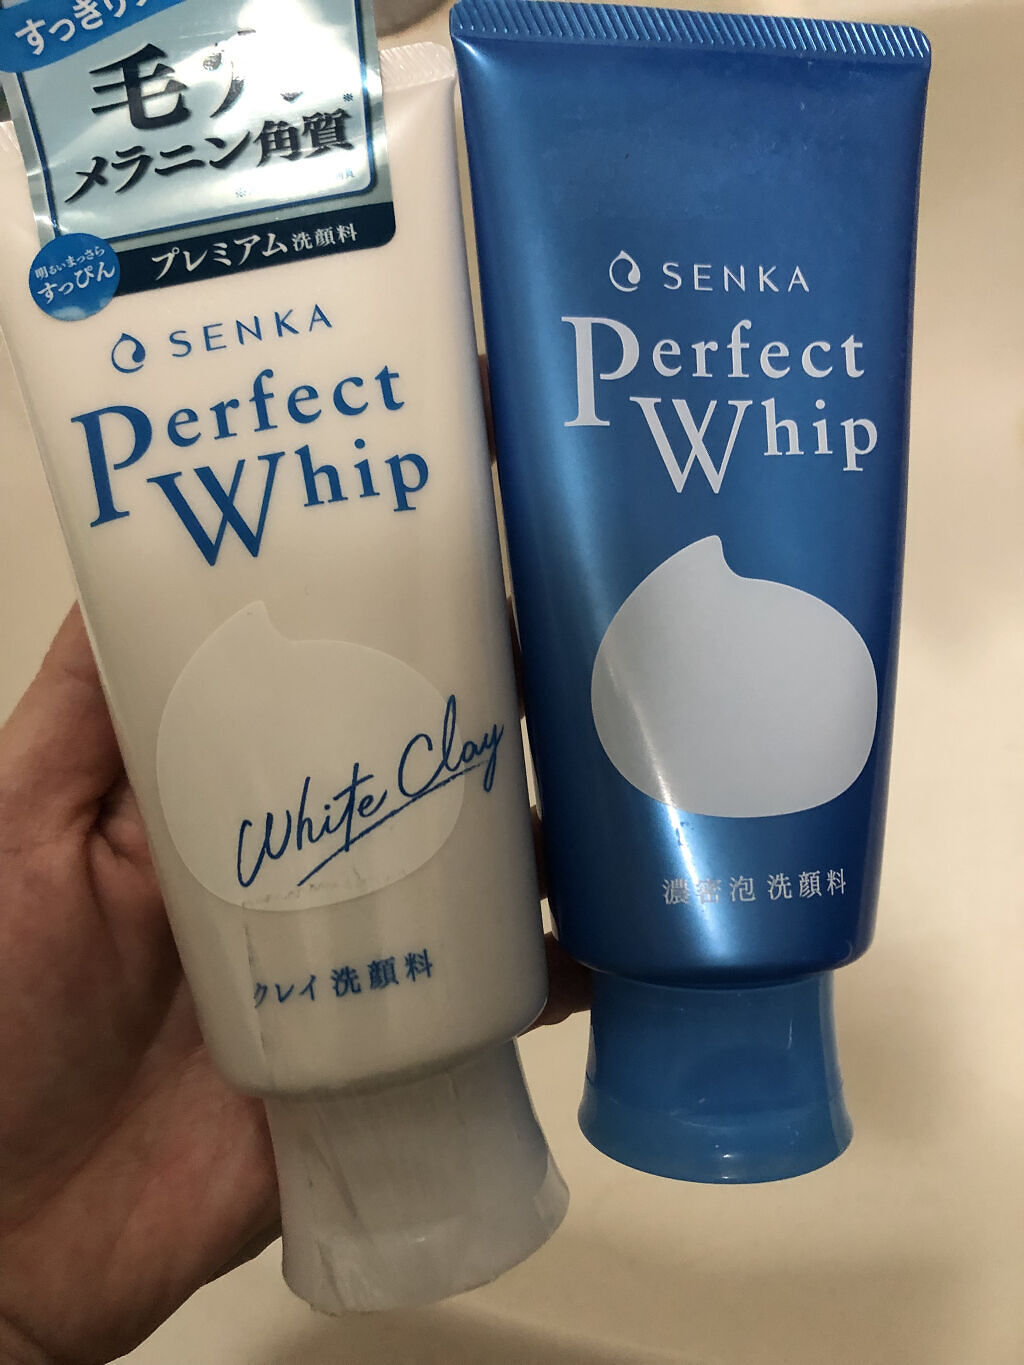 すっきり
毛穴
メラニン角質
プレミアム洗顔料
明るいまっさら
すっぴん
SENKA
Perfect
Whip
White Clay
クレイ 洗顔料
SENKA
Perfect
Whip
濃密泡 洗顔料